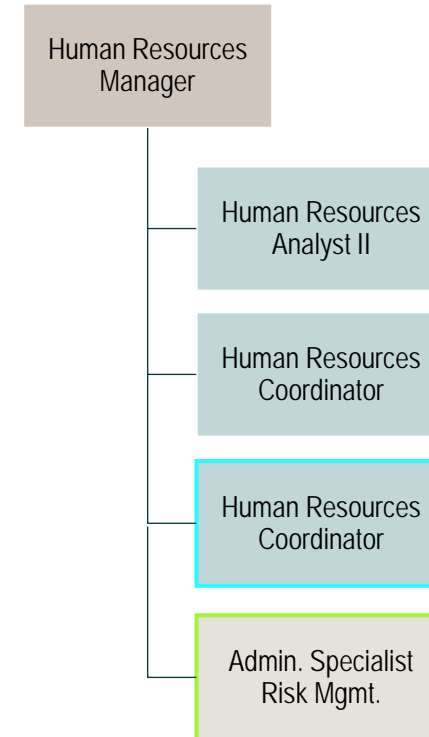 Human Resources
Manager
Human Resources
Analyst II
Human Resources
Coordinator
Human Resources
Coordinator
Admin. Specialist
Risk Mgmt.